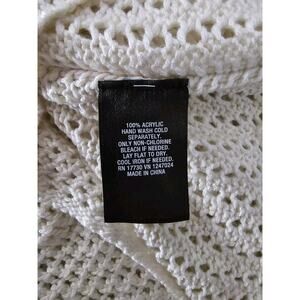 100% ACRYLIC
HAND WASH COLD
SEPARATELY.
ONLY NON-CHLORINE
BLEACH IF NEEDED.
LAY FLAT TO DRY.
COOL IRON IF NEEDED.
RN 17730 VN 1247024
MADE IN CHINA